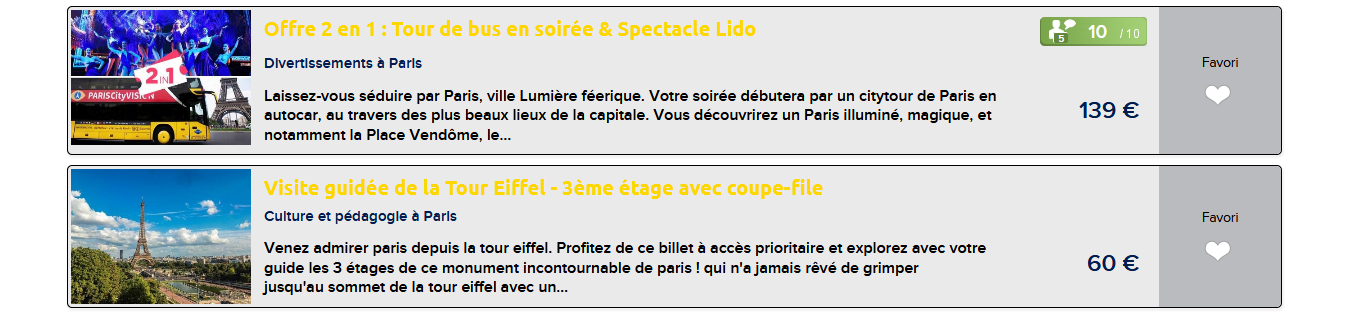 Offre 2 en 1 : Tour de bus en soirée & Spectacle Lido
10 / 10
5
Divertissements à Paris
Favori
2 IN 1
PARISCityVISION
Laissez-vous séduire par Paris, ville Lumière féerique. Votre soirée débutera par un citytour de Paris en
autocar, au travers des plus beaux lieux de la capitale. Vous découvrirez un Paris illuminé, magique, et
notamment la Place Vendôme, le...
139 €
Visite guidée de la Tour Eiffel - 3ème étage avec coupe-file
Culture et pédagogie à Paris
Favori
Venez admirer paris depuis la tour eiffel. Profitez de ce billet à accès prioritaire et explorez avec votre
guide les 3 étages de ce monument incontournable de paris ! qui n'a jamais rêvé de grimper
jusqu'au sommet de la tour eiffel avec un...
60 €